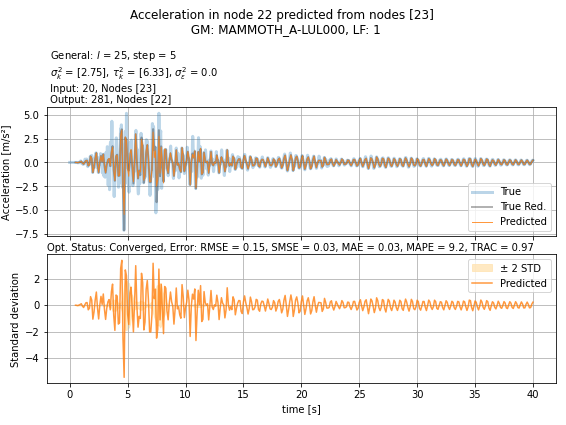 Acceleration in node 22 predicted from nodes [23]
GM: MAMMOTH_A-LUL000, LF: 1
General: l = 25, step = 5
σ²ₖ = [2.75], τ²ₖ = [6.33], σ²ε = 0.0
Input: 20, Nodes [23]
Output: 281, Nodes [22]
Acceleration [m/s²]
5.0
2.5
0.0
−2.5
−5.0
−7.5
True
True Red.
Predicted
Opt. Status: Converged, Error: RMSE = 0.15, SMSE = 0.03, MAE = 0.03, MAPE = 9.2, TRAC = 0.97
Standard deviation
2
0
−2
−4
± 2 STD
Predicted
0 5 10 15 20 25 30 35 40
time [s]